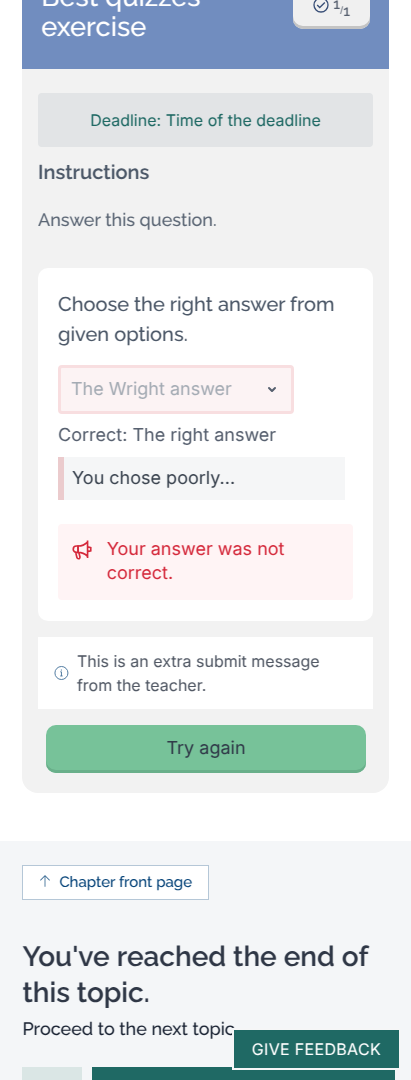 Best quizzes
exercise
1/1
Deadline: Time of the deadline
Instructions
Answer this question.
Choose the right answer from
given options.
The Wright answer
Correct: The right answer
You chose poorly...
Your answer was not
correct.
This is an extra submit message
from the teacher.
Try again
Chapter front page
You've reached the end of
this topic.
Proceed to the next topic
GIVE FEEDBACK